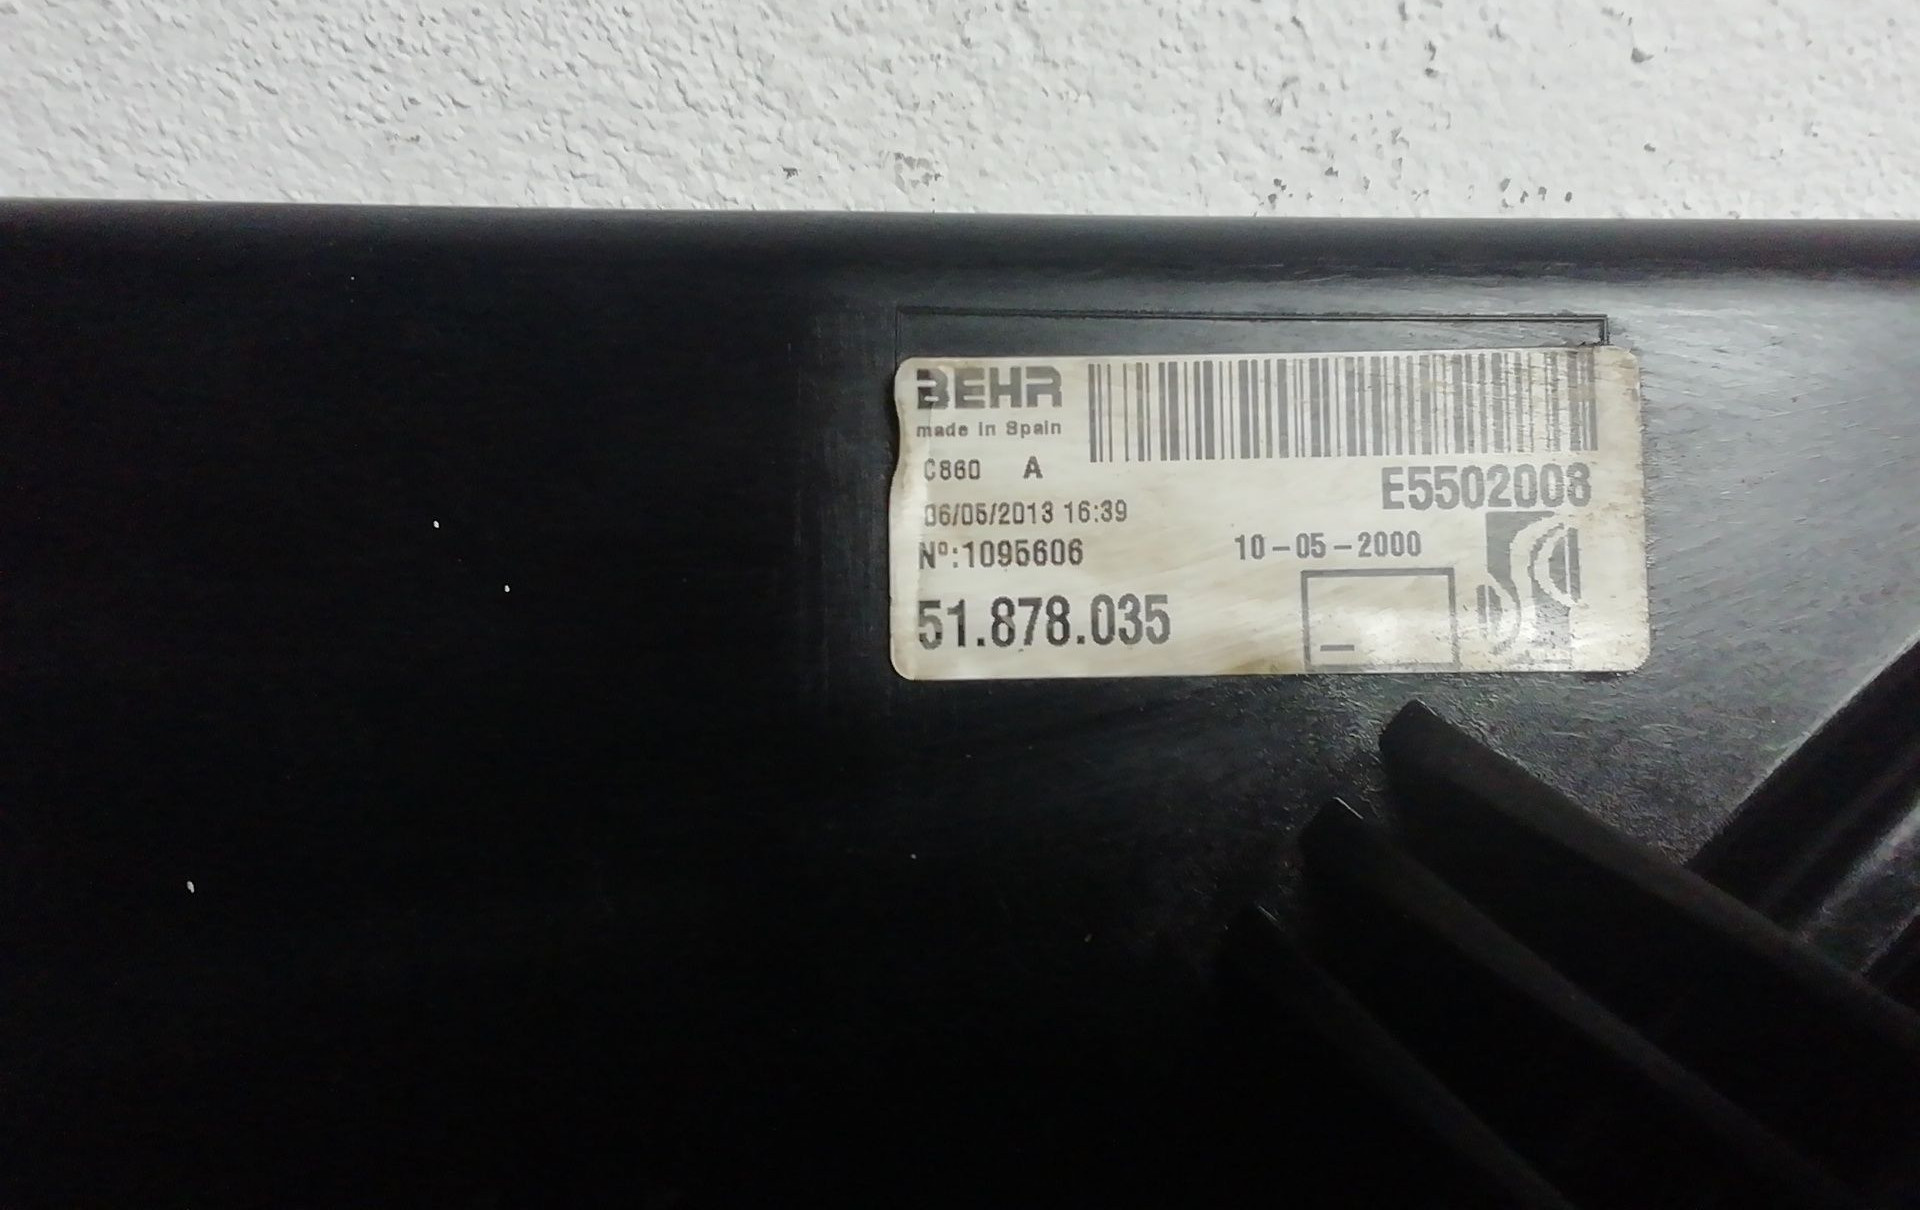 BEHR
made in Spain
C860 A
E5502008
06/05/2013 16:39
Nº:1095606
10-05-2000
51.878.035